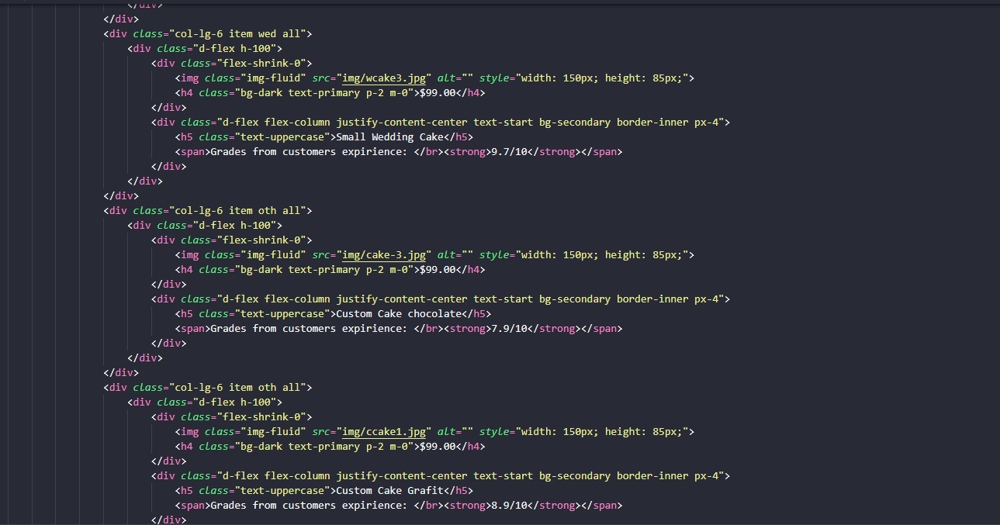 </div>
</div>
<div class="col-lg-6 item wed all">
<div class="d-flex h-100">
<div class="flex-shrink-0">
<img class="img-fluid" src="img/wcake3.jpg" alt="" style="width: 150px; height: 85px;">
<h4 class="bg-dark text-primary p-2 m-0">$99.00</h4>
</div>
<div class="d-flex flex-column justify-content-center text-start bg-secondary border-inner px-4">
<h5 class="text-uppercase">Small Wedding Cake</h5>
<span>Grades from customers expirience: </br><strong>9.7/10</strong></span>
</div>
</div>
</div>
<div class="col-lg-6 item oth all">
<div class="d-flex h-100">
<div class="flex-shrink-0">
<img class="img-fluid" src="img/cake-3.jpg" alt="" style="width: 150px; height: 85px;">
<h4 class="bg-dark text-primary p-2 m-0">$99.00</h4>
</div>
<div class="d-flex flex-column justify-content-center text-start bg-secondary border-inner px-4">
<h5 class="text-uppercase">Custom Cake chocolate</h5>
<span>Grades from customers expirience: </br><strong>7.9/10</strong></span>
</div>
</div>
</div>
<div class="col-lg-6 item oth all">
<div class="d-flex h-100">
<div class="flex-shrink-0">
<img class="img-fluid" src="img/ccake1.jpg" alt="" style="width: 150px; height: 85px;">
<h4 class="bg-dark text-primary p-2 m-0">$99.00</h4>
</div>
<div class="d-flex flex-column justify-content-center text-start bg-secondary border-inner px-4">
<h5 class="text-uppercase">Custom Cake Grafit</h5>
<span>Grades from customers expirience: </br><strong>8.9/10</strong></span>
</div>